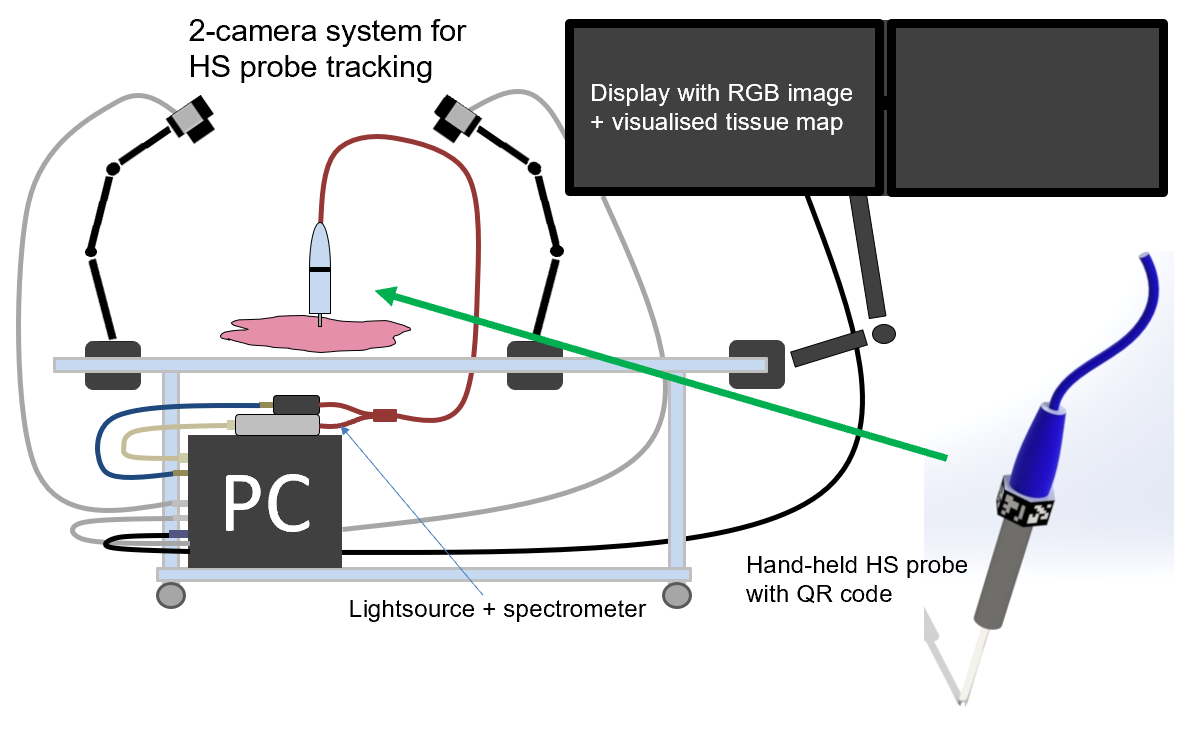 2-camera system for
HS probe tracking
Display with RGB image
+ visualised tissue map
PC
Hand-held HS probe
with QR code
Lightsource + spectrometer